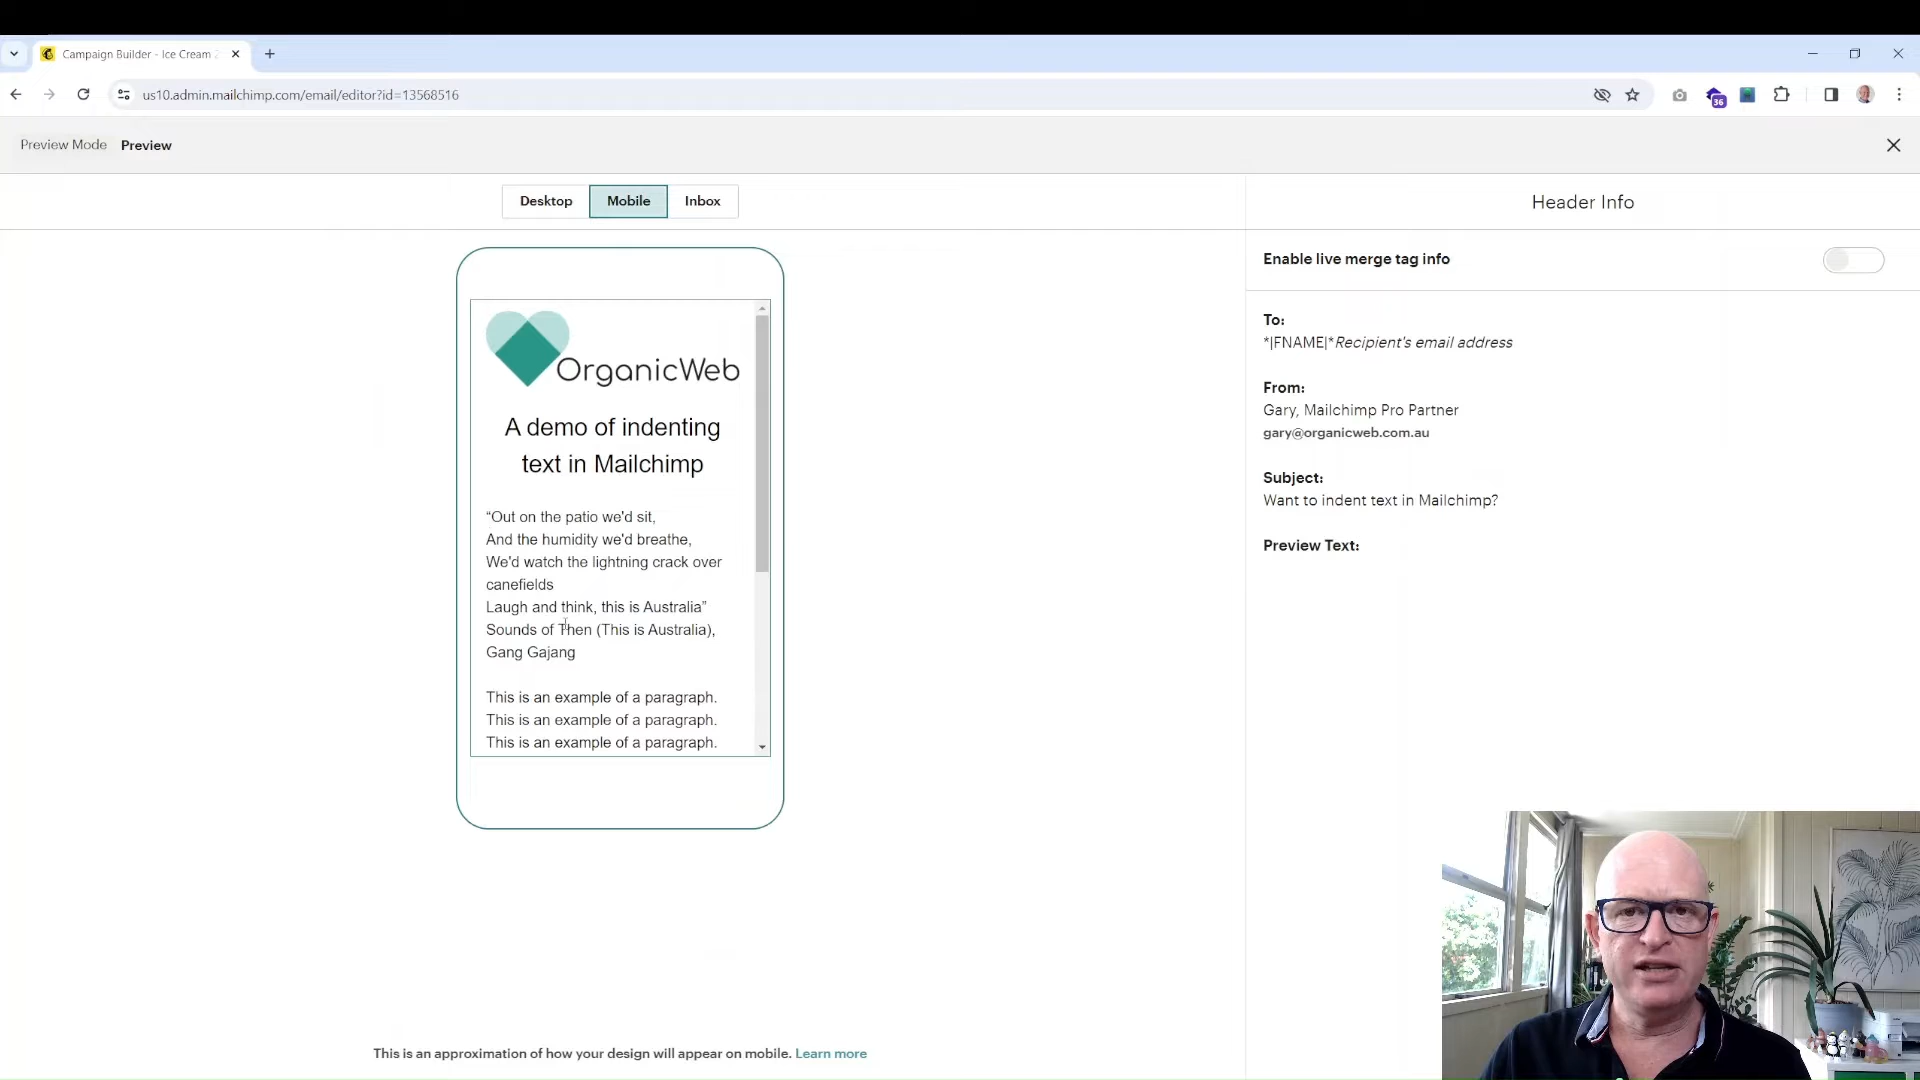 Campaign Builder - Ice Cream
us10.admin.mailchimp.com/email/editor?id=13568516
36
Preview Mode Preview
Desktop Mobile Inbox
Header Info
OrganicWeb
A demo of indenting
text in Mailchimp
“Out on the patio we'd sit,
And the humidity we'd breathe,
We'd watch the lightning crack over
canefields
Laugh and think, this is Australia”
Sounds of Then (This is Australia),
Gang Gajang
This is an example of a paragraph.
This is an example of a paragraph.
This is an example of a paragraph.
This is an approximation of how your design will appear on mobile. Learn more
Enable live merge tag info
To:
*|FNAME|*Recipient's email address
From:
Gary, Mailchimp Pro Partner
gary@organicweb.com.au
Subject:
Want to indent text in Mailchimp?
Preview Text: